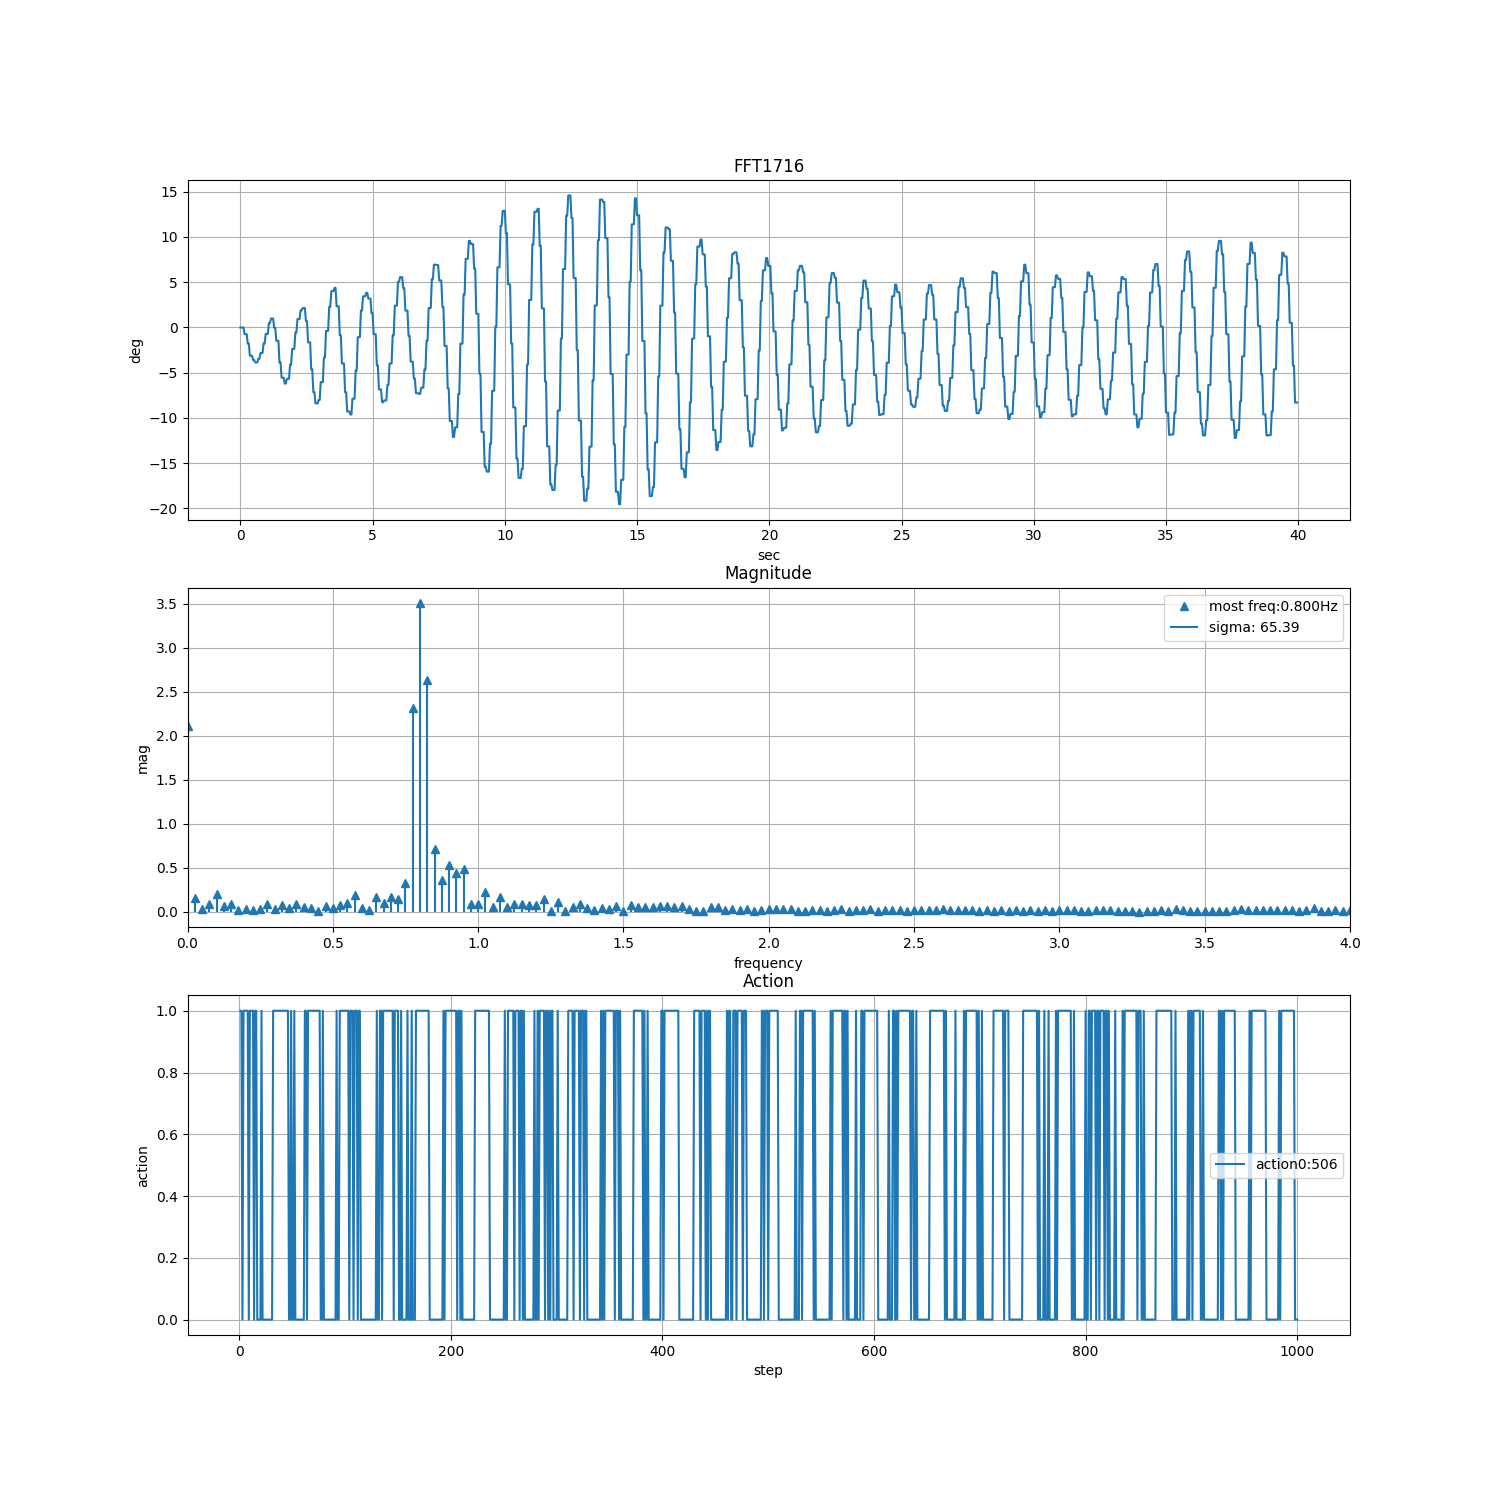 FFT1716
15
10
5
0
−5
−10
−15
−20
deg
0 5 10 15 20 25 30 35 40
sec
Magnitude
most freq:0.800Hz
sigma: 65.39
3.5
3.0
2.5
2.0
1.5
1.0
0.5
0.0
mag
0.0 0.5 1.0 1.5 2.0 2.5 3.0 3.5 4.0
frequency
Action
1.0
0.8
0.6
0.4
0.2
0.0
action
action0:506
0 200 400 600 800 1000
step